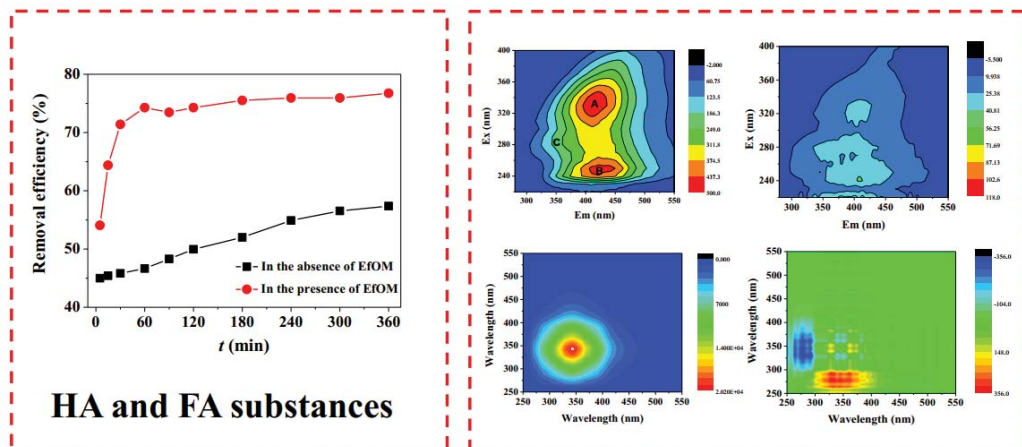 80
70
60
50
40
Removal efficiency (%)
In the absence of EfOM
In the presence of EfOM
0 60 120 180 240 300 360
t (min)
HA and FA substances
400
360
320
280
240
Ex (nm)
A
C
B
300 350 400 450 500 550
Em (nm)
-2.000
60.75
123.5
186.3
249.0
311.8
374.5
437.3
500.0
400
360
320
280
240
Ex (nm)
300 350 400 450 500 550
Em (nm)
-5.500
9.938
25.38
40.81
56.25
71.69
87.13
102.6
118.0
550
500
450
400
350
300
250
Wavelength (nm)
250 300 350 400 450 500 550
Wavelength (nm)
0.000
7000
1.400E+04
2.020E+04
550
500
450
400
350
300
250
Wavelength (nm)
250 300 350 400 450 500 550
Wavelength (nm)
-356.0
-104.0
148.0
356.0